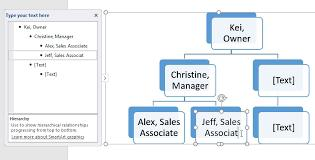 Type your text here
Kei, Owner
Christine, Manager
Alex, Sales Associate
Jeff, Sales Associat
[Text]
[Text]
Hierarchy
Use to show hierarchical relationships
progressing from top to bottom.
Learn more about SmartArt graphics
Kei,
Owner
Christine,
Manager
[Text]
Alex, Sales
Associate
Jeff, Sales
Associat
[Text]